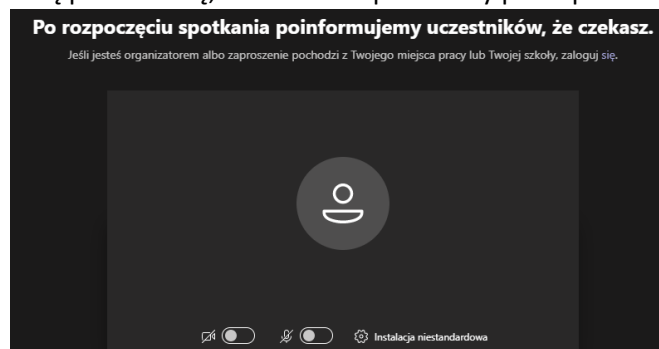 Po rozpoczęciu spotkania poinformujemy uczestników, że czekasz.
Jeśli jesteś organizatorem albo zaproszenie pochodzi z Twojego miejsca pracy lub Twojej szkoły, zaloguj się.
Instalacja niestandardowa